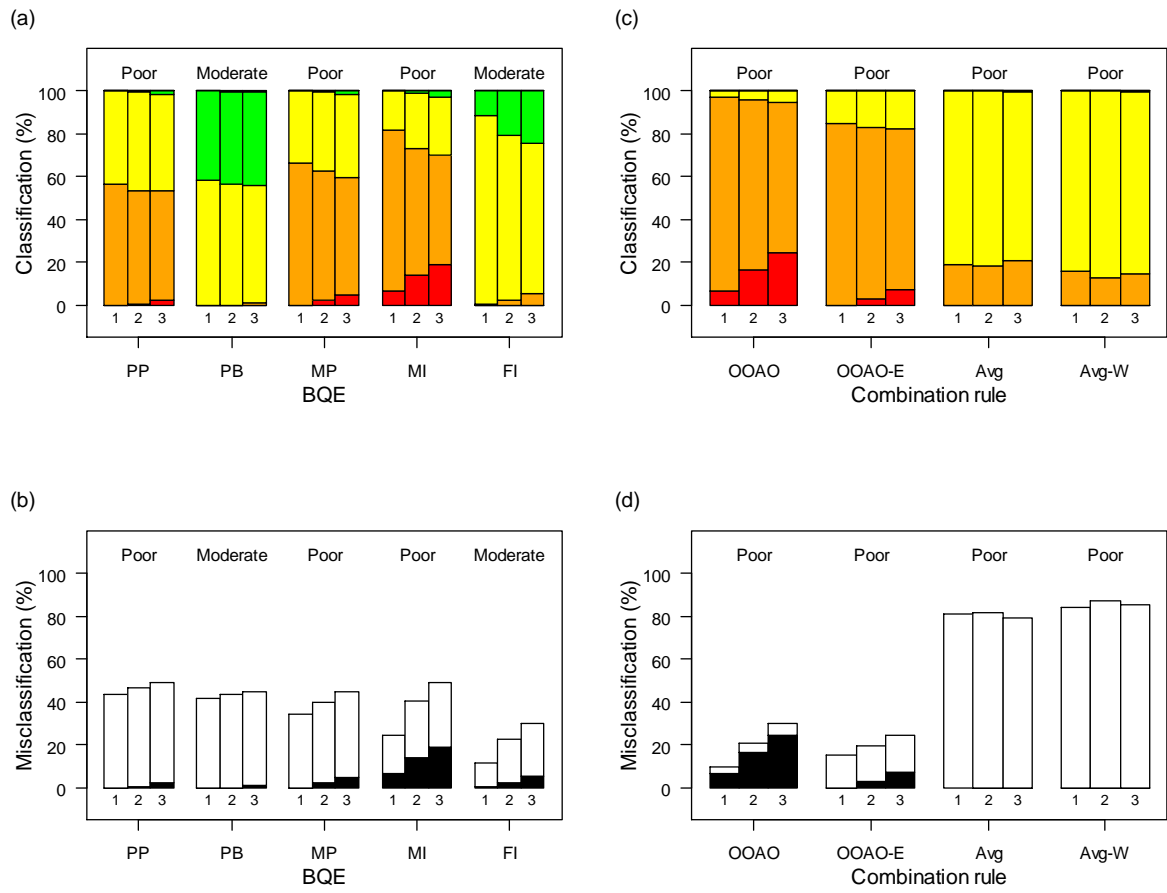 (a)
Poor Moderate Poor Poor Moderate
Classification (%)
100
80
60
40
20
0
1 2 3 1 2 3 1 2 3 1 2 3 1 2 3
PP PB MP MI FI
BQE
(c)
Poor Poor Poor Poor
Classification (%)
100
80
60
40
20
0
1 2 3 1 2 3 1 2 3 1 2 3
OOAO OOAO-E Avg Avg-W
Combination rule
(b)
Poor Moderate Poor Poor Moderate
Misclassification (%)
100
80
60
40
20
0
1 2 3 1 2 3 1 2 3 1 2 3 1 2 3
PP PB MP MI FI
BQE
(d)
Poor Poor Poor Poor
Misclassification (%)
100
80
60
40
20
0
1 2 3 1 2 3 1 2 3 1 2 3
OOAO OOAO-E Avg Avg-W
Combination rule